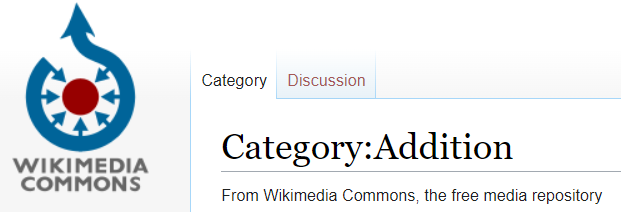 WIKIMEDIA
COMMONS
Category
Discussion
Category:Addition
From Wikimedia Commons, the free media repository